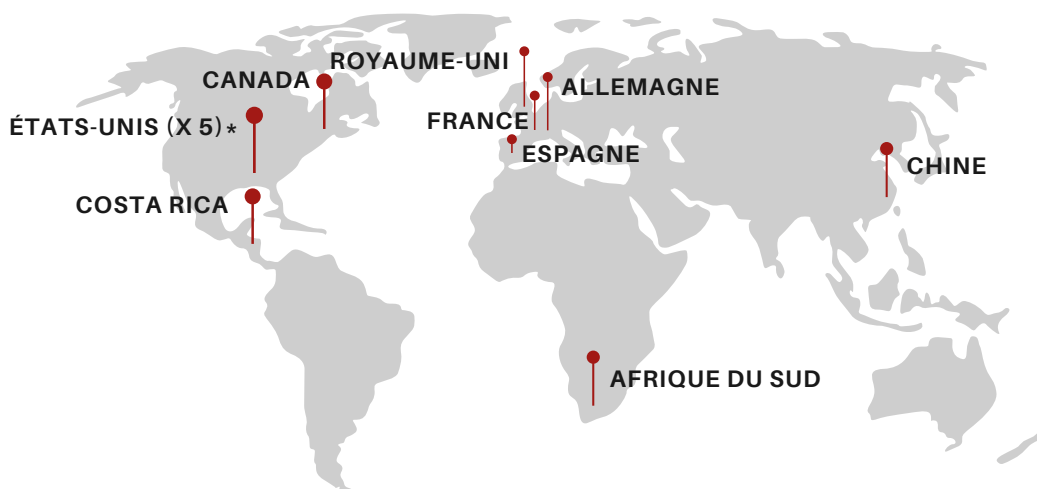 ROYAUME-UNI
CANADA
ALLEMAGNE
FRANCE
ÉTATS-UNIS (X 5)*
ESPAGNE
CHINE
COSTA RICA
AFRIQUE DU SUD